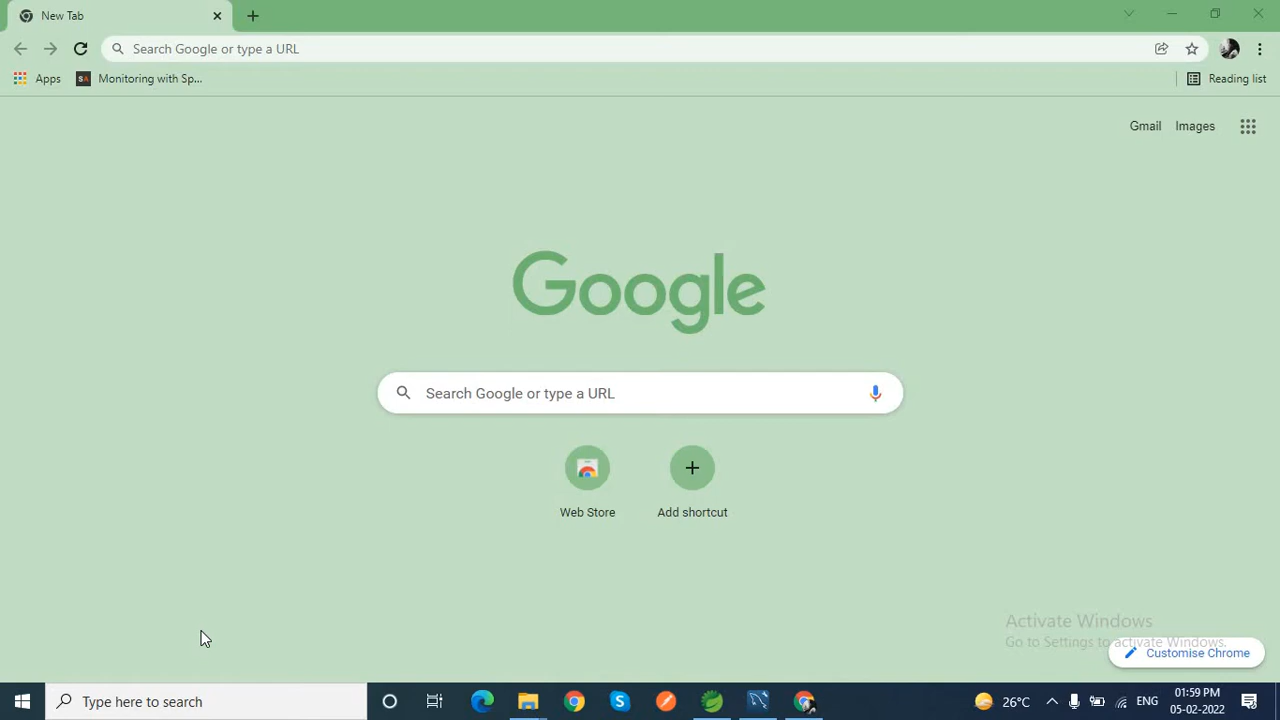 New Tab
Search Google or type a URL
Apps
SA
Monitoring with Sp...
Reading list
Gmail
Images
Google
Search Google or type a URL
Web Store
Add shortcut
Activate Windows
Go to Settings to activate Windows.
Customise Chrome
Type here to search
26°C
ENG
01:59 PM
05-02-2022